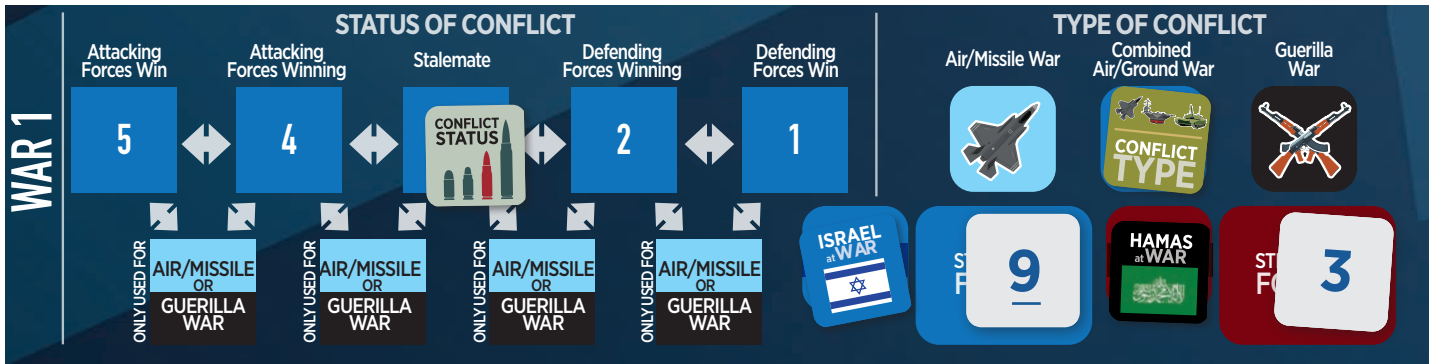 STATUS OF CONFLICT
TYPE OF CONFLICT
WAR 1
Attacking
Forces Win
Attacking
Forces Winning
Stalemate
Defending
Forces Winning
Defending
Forces Win
Air/Missile War
Combined
Air/Ground War
Guerilla
War
5
4
CONFLICT
STATUS
2
1
CONFLICT
TYPE
ONLY USED FOR
AIR/MISSILE
OR
GUERILLA
WAR
ONLY USED FOR
AIR/MISSILE
OR
GUERILLA
WAR
ONLY USED FOR
AIR/MISSILE
OR
GUERILLA
WAR
ONLY USED FOR
AIR/MISSILE
OR
GUERILLA
WAR
ISRAEL
at WAR
9
HAMAS
at WAR
3